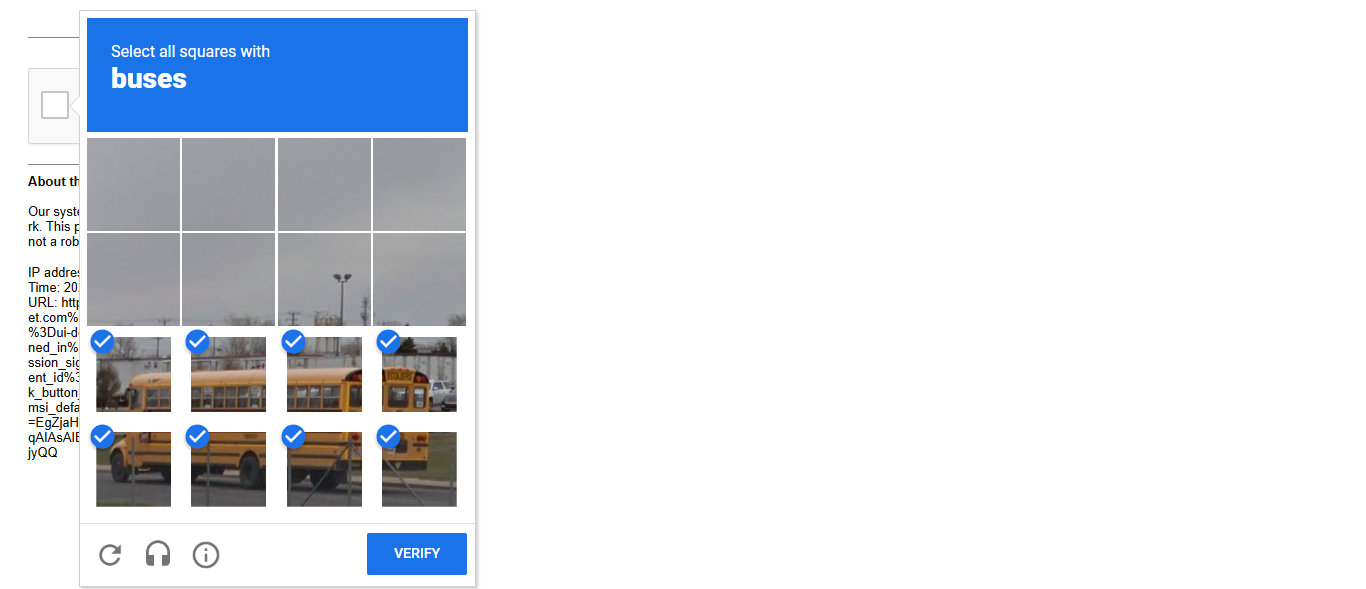 Select all squares with
buses
About th
Our syste
rk. This p
not a rob
IP addres
Time: 20
URL: http
et.com%
%3Dui-d
ned_in%
ssion_sig
ent_id%3
k_button
msi_defa
=EgZjaH
qAIAsAIB
jyQQ
VERIFY